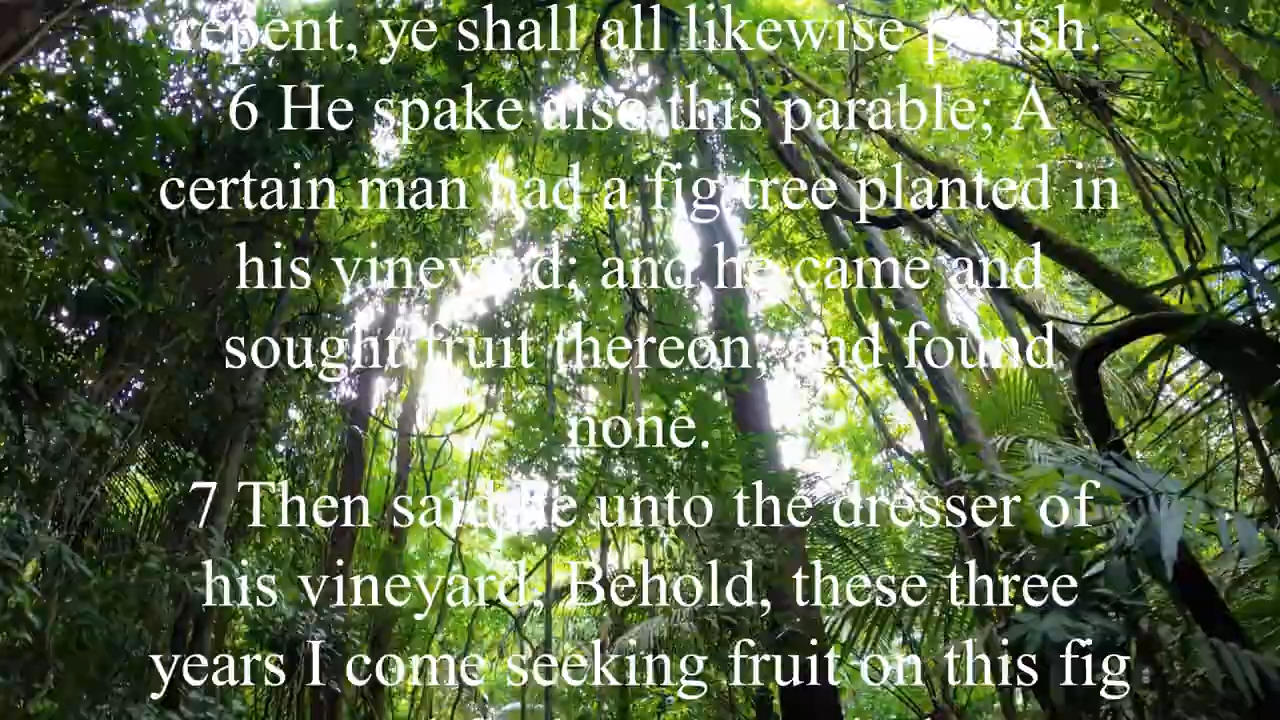 repent, ye shall all likewise perish.
6 He spake also this parable; A
certain man had a fig tree planted in
his vineyard; and he came and
sought fruit thereon, and found
none.
7 Then said he unto the dresser of
his vineyard, Behold, these three
years I come seeking fruit on this fig